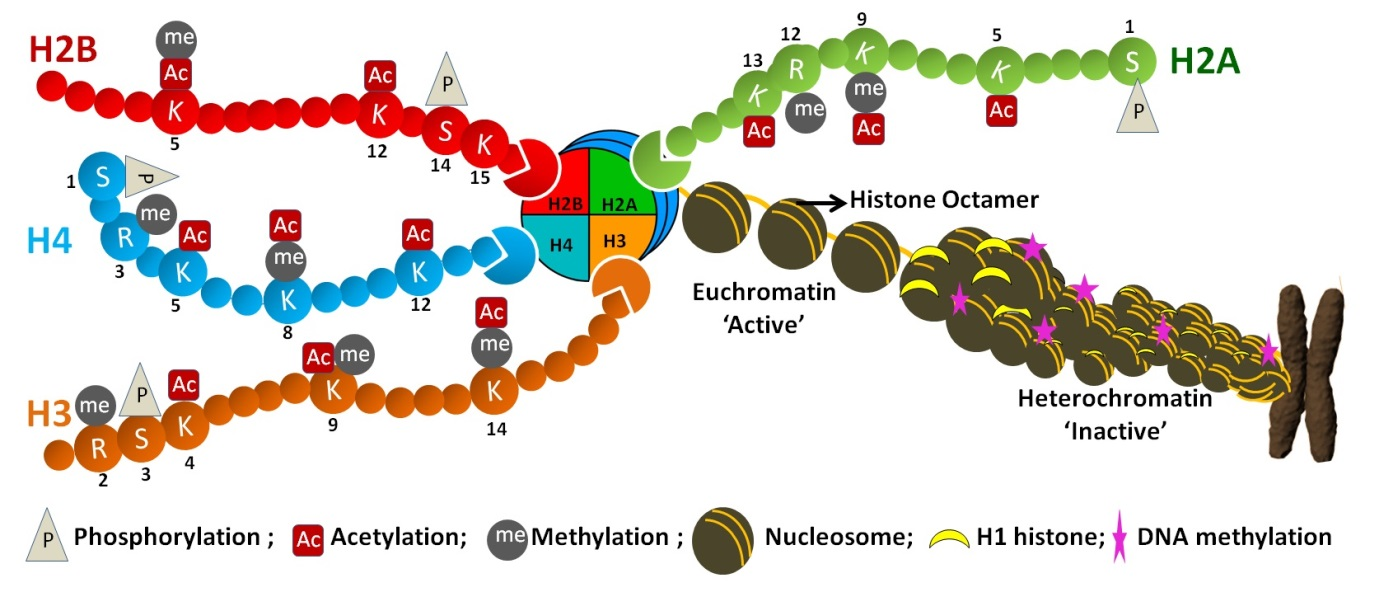 H2B
me
Ac
K
5
Ac
K
12
P
S
14
K
15
9
12
K
5
1
13
R
K
S
H2A
K
me
me
Ac
Ac
Ac
P
1
S
P
me
H4
R
3
Ac
K
5
Ac
me
K
8
Ac
K
12
H2B
H2A
H4
H3
Histone Octamer
Euchromatin
‘Active’
Heterochromatin
‘Inactive’
H3
me
R
2
P
S
3
Ac
K
4
Ac
me
K
9
Ac
me
K
14
P Phosphorylation ; Ac Acetylation; me Methylation ; Nucleosome; H1 histone; DNA methylation